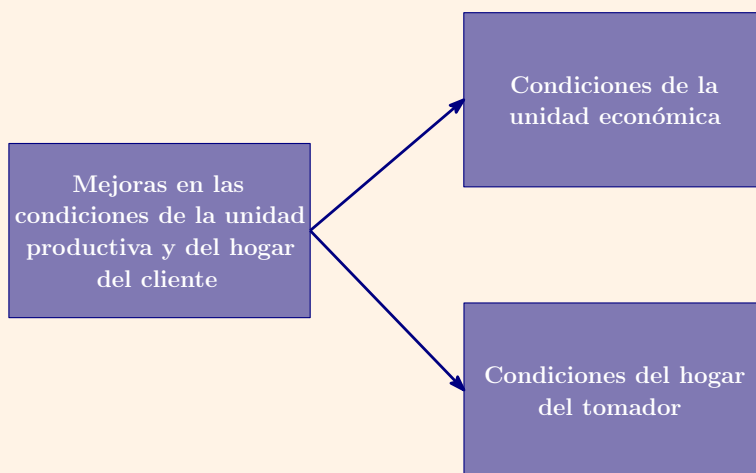 Mejoras en las
condiciones de la unidad
productiva y del hogar
del cliente
Condiciones de la
unidad económica
Condiciones del hogar
del tomador